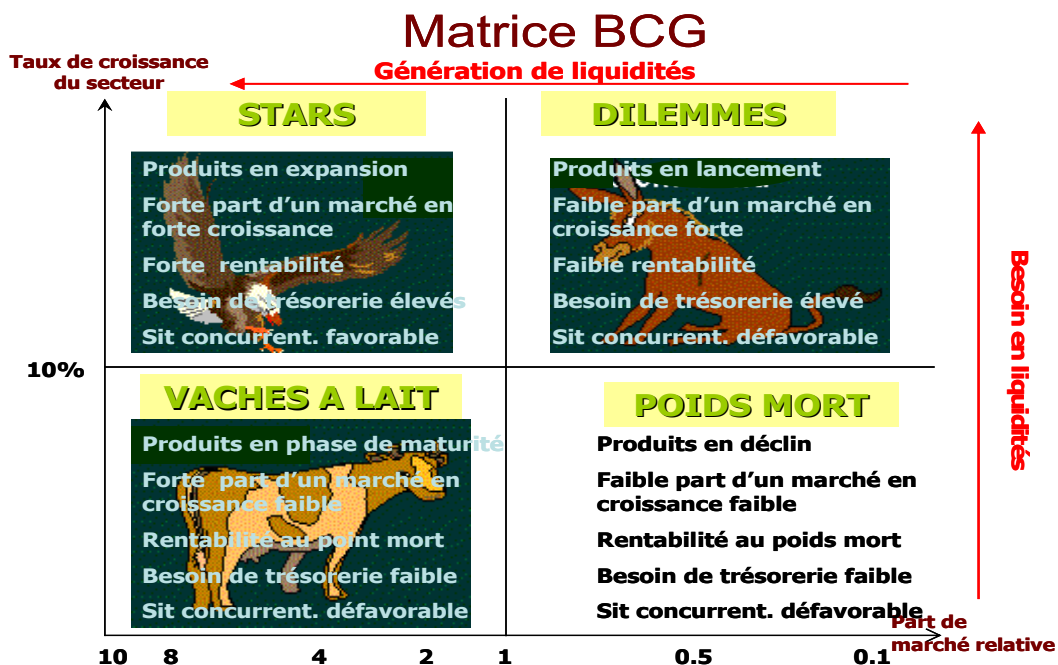 Matrice BCG
Taux de croissance
du secteur
Génération de liquidités
STARS
Produits en expansion
Forte part d’un marché en
forte croissance
Forte rentabilité
Besoin de trésorerie élevés
Sit concurrent. favorable
DILEMMES
Produits en lancement
Faible part d’un marché en
croissance forte
Faible rentabilité
Besoin de trésorerie élevé
Sit concurrent. défavorable
Besoin en liquidités
10%
VACHES A LAIT
Produits en phase de maturité
Forte part d’un marché en
croissance faible
Rentabilité au point mort
Besoin de trésorerie faible
Sit concurrent. défavorable
POIDS MORT
Produits en déclin
Faible part d’un marché en
croissance faible
Rentabilité au poids mort
Besoin de trésorerie faible
Sit concurrent. défavorable
Part de
marché relative
10 8 4 2 1 0.5 0.1